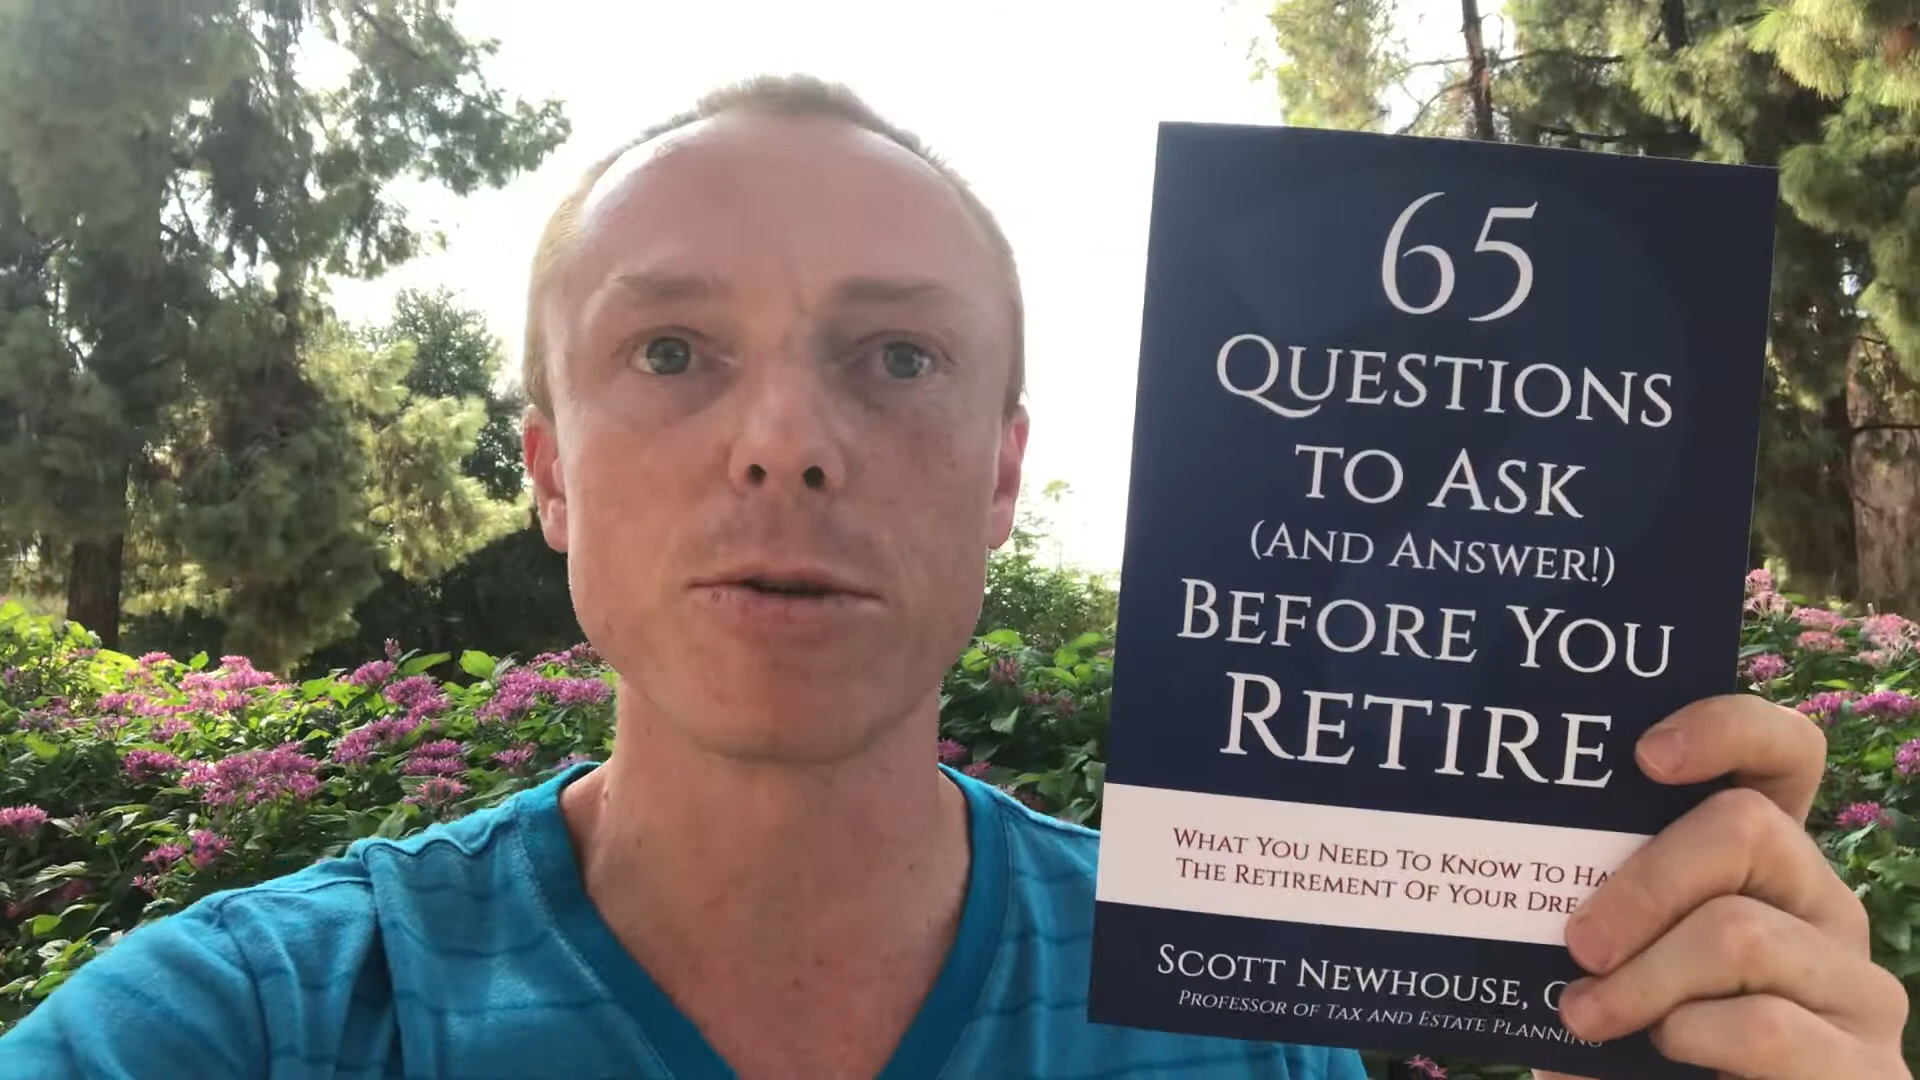 65
QUESTIONS
TO ASK
(AND ANSWER!)
BEFORE YOU
RETIRE
WHAT YOU NEED TO KNOW TO
THE RETIREMENT OF YOUR
SCOTT NEWHOUSE,
PROFESSOR OF TAX AND ESTATE PLANNING